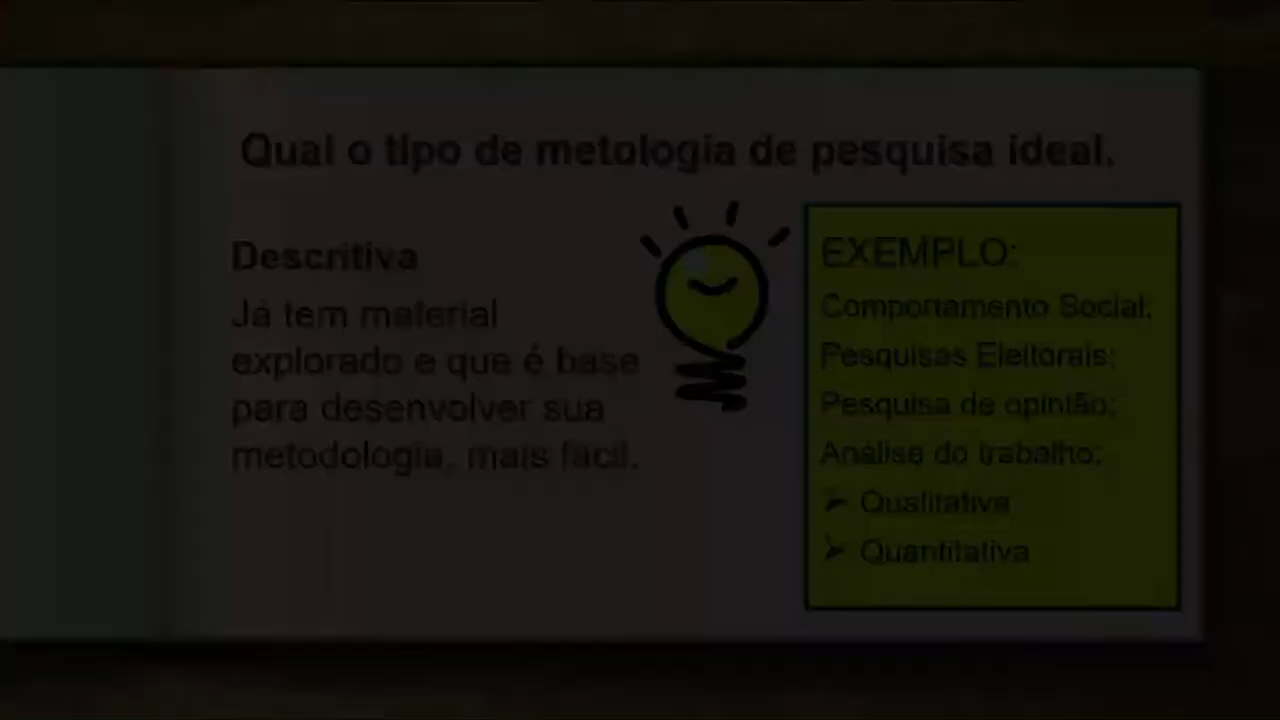 Qual o tipo de metologia de pesquisa ideal.
Descritiva
Já tem material
explorado e que é base
para desenvolver sua
metodologia, mais fácil.
EXEMPLO:
Comportamento Social;
Pesquisas Eleitorais;
Pesquisa de opinião;
Análise do trabalho;
➢ Qualitativa
➢ Quantitativa